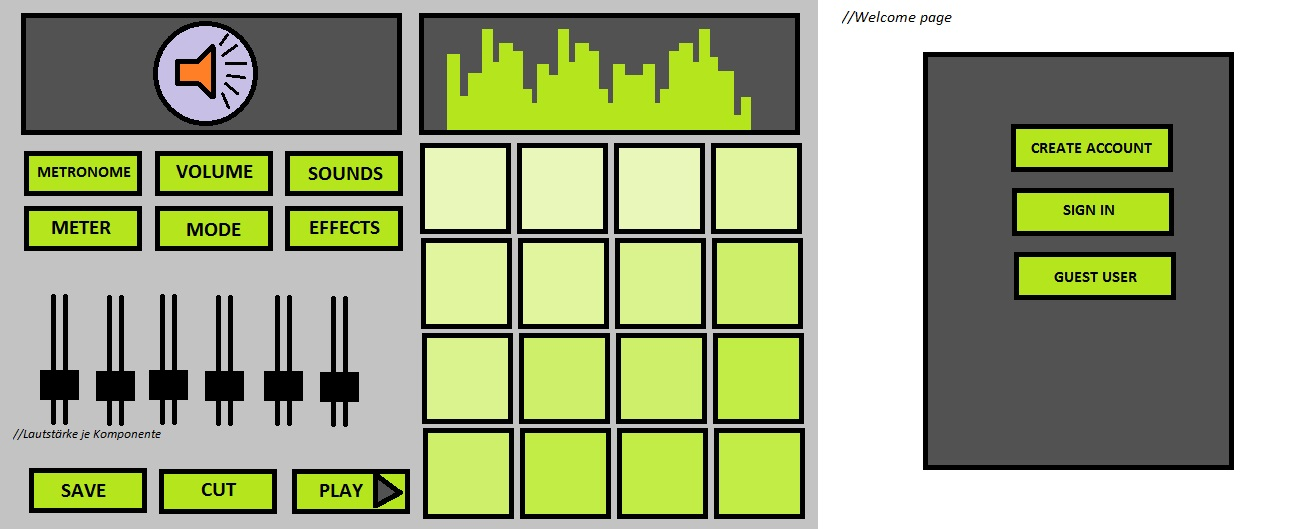 METRONOME
VOLUME
SOUNDS
METER
MODE
EFFECTS
//Lautstärke je Komponente
SAVE
CUT
PLAY
//Welcome page
CREATE ACCOUNT
SIGN IN
GUEST USER